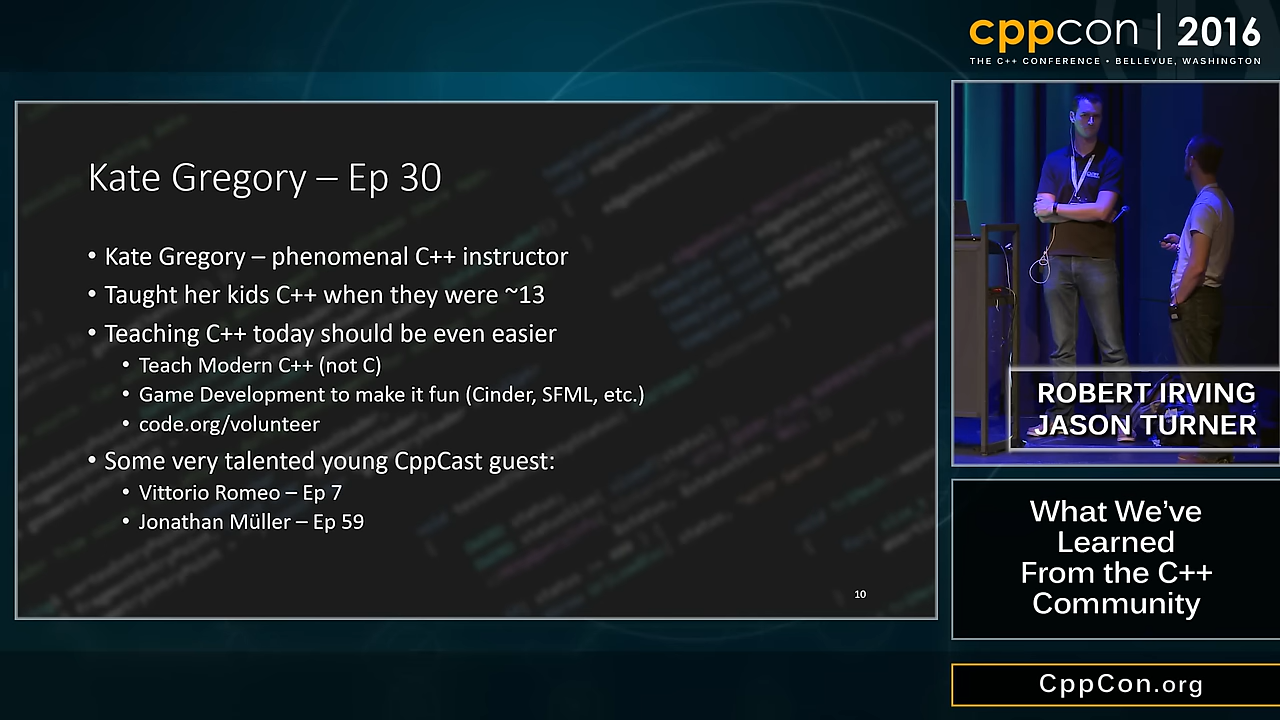 cppcon | 2016
THE C++ CONFERENCE • BELLEVUE, WASHINGTON
Kate Gregory – Ep 30
• Kate Gregory – phenomenal C++ instructor
• Taught her kids C++ when they were ~13
• Teaching C++ today should be even easier
• Teach Modern C++ (not C)
• Game Development to make it fun (Cinder, SFML, etc.)
• code.org/volunteer
• Some very talented young CppCast guest:
• Vittorio Romeo – Ep 7
• Jonathan Müller – Ep 59
10
ROBERT IRVING
JASON TURNER
What We've
Learned
From the C++
Community
CppCon.org